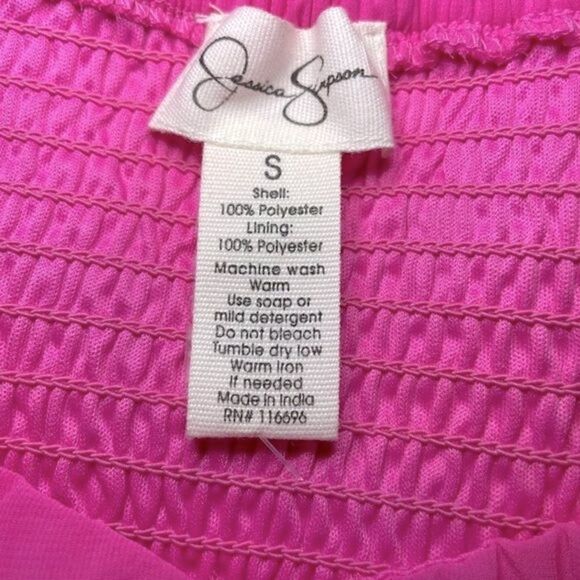 Jessica Simpson
S
Shell:
100% Polyester
Lining:
100% Polyester
Machine wash
Warm
Use soap or
mild detergent
Do not bleach
Tumble dry low
Warm iron
If needed
Made in India
RN# 116696